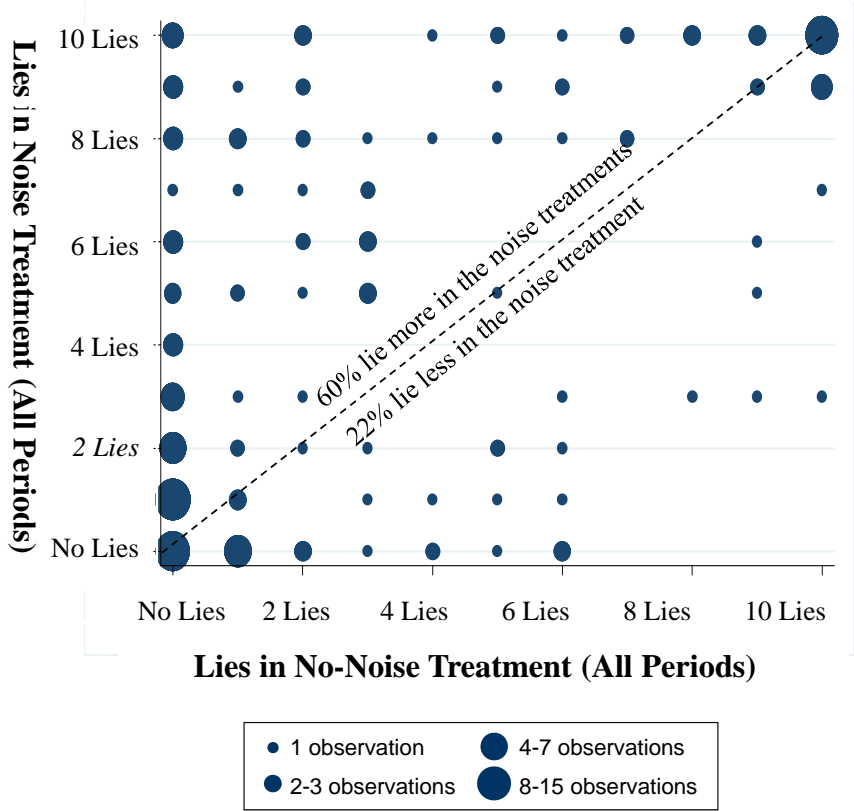 Lies in Noise Treatment (All Periods)
10 Lies
8 Lies
6 Lies
4 Lies
2 Lies
No Lies
60% lie more in the noise treatments
22% lie less in the noise treatment
No Lies 2 Lies 4 Lies 6 Lies 8 Lies 10 Lies
Lies in No-Noise Treatment (All Periods)
1 observation 4-7 observations
2-3 observations 8-15 observations